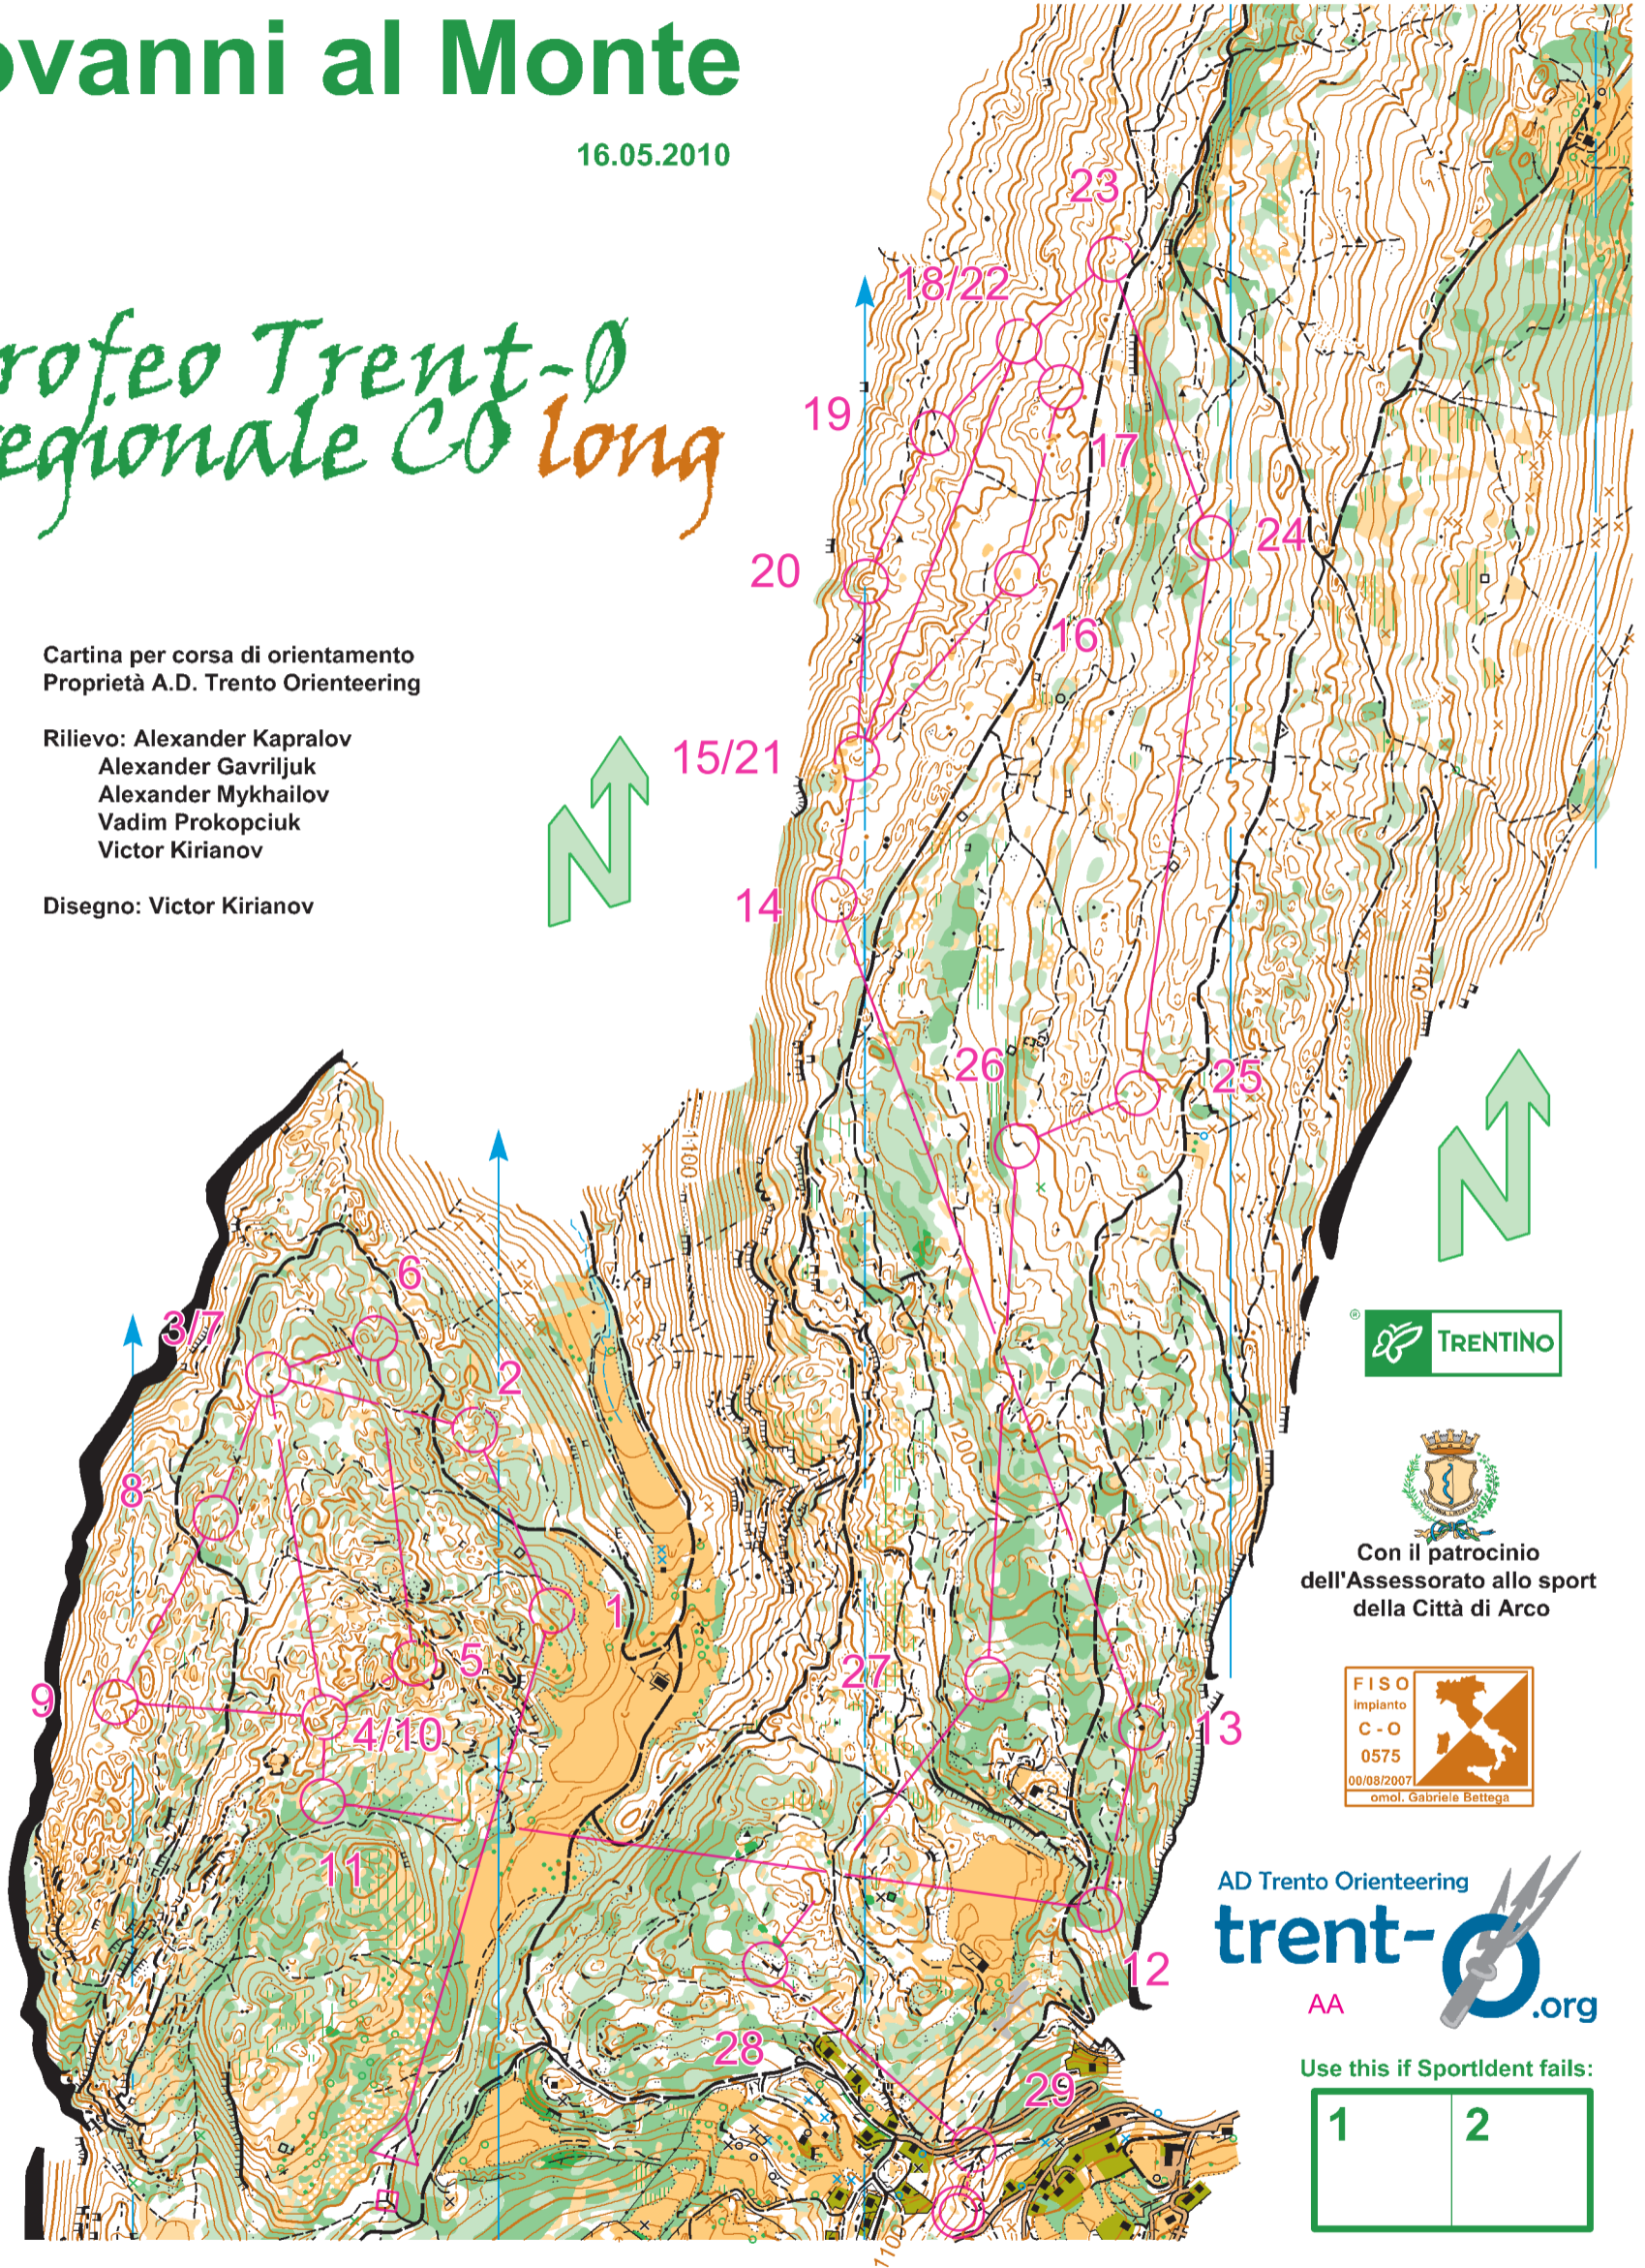 ovanni al Monte
16.05.2010
rofeo Trent-Ø
egionale CO long
Cartina per corsa di orientamento
Proprietà A.D. Trento Orienteering
Rilievo: Alexander Kapralov
Alexander Gavriljuk
Alexander Mykhailov
Vadim Prokopciuk
Victor Kirianov
Disegno: Victor Kirianov
N
N
23
18/22
19
17
24
20
16
15/21
14
1400
26
25
1100
6
3/7
2
8
1200
1
5
27
9
4/10
13
11
12
28
29
1100
® TRENTINO
Con il patrocinio
dell'Assessorato allo sport
della Città di Arco
FISO
impianto
C - O
0575
00/08/2007
omol. Gabriele Bettega
AD Trento Orienteering
trent-O.org
AA
Use this if SportIdent fails:
1 2